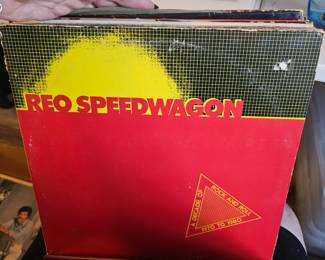 REO SPEEDWAGON
A DECADE OF
ROCK AND ROLL
1970 TO 1980